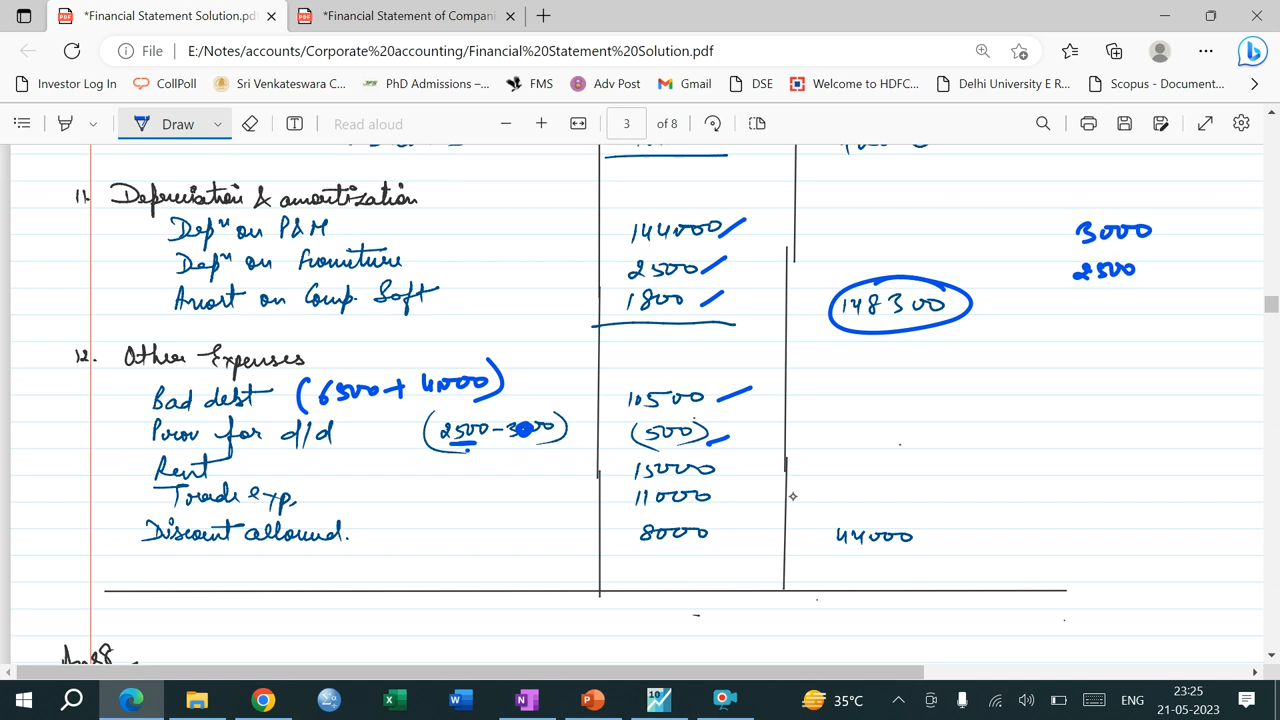 *Financial Statement Solution.pd
*Financial Statement of Compani
File E:/Notes/accounts/Corporate%20accounting/Financial%20Statement%20Solution.pdf
Investor Log In CollPoll Sri Venkateswara C... PhD Admissions –... FMS Adv Post Gmail DSE Welcome to HDFC... Delhi University E R... Scopus - Document...
Draw Read aloud 3 of 8
11. Depreciation & amortization
Depⁿ on P&M 144000 3000
Depⁿ on Furniture 2500 2500
Amort on Comp. Soft 1800 148300
12. Other Expenses
Bad debt (6500+4000) 10500
Prov for d/d (2500-3000) (500)
Rent 15000
Trade exp. 11000
Discount allowed. 8000 44000
35°C ENG 23:25
21-05-2023